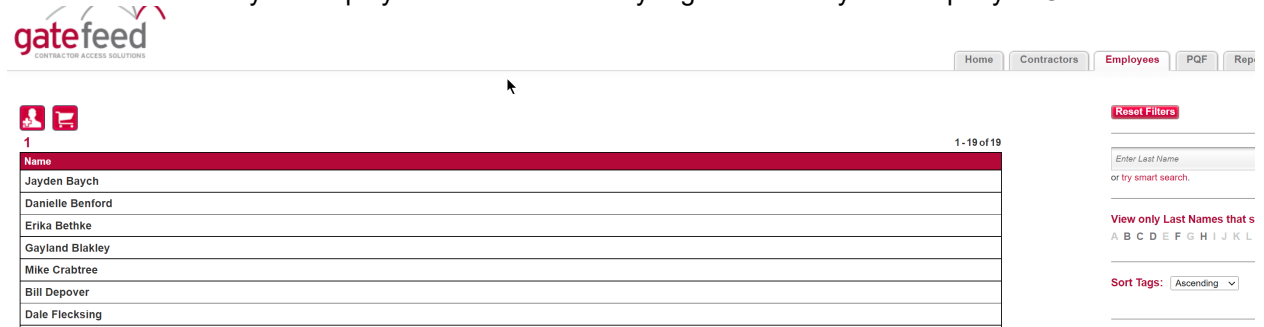 gatefeed
CONTRACTOR ACCESS SOLUTIONS
Home Contractors Employees PQF
Reset Filters
1
1 - 19 of 19
Name
Jayden Baych
Danielle Benford
Erika Bethke
Gayland Blakley
Mike Crabtree
Bill Depover
Dale Flecksing
Enter Last Name
or try smart search.
View only Last Names that
A B C D E F G H I J K L
Sort Tags: Ascending